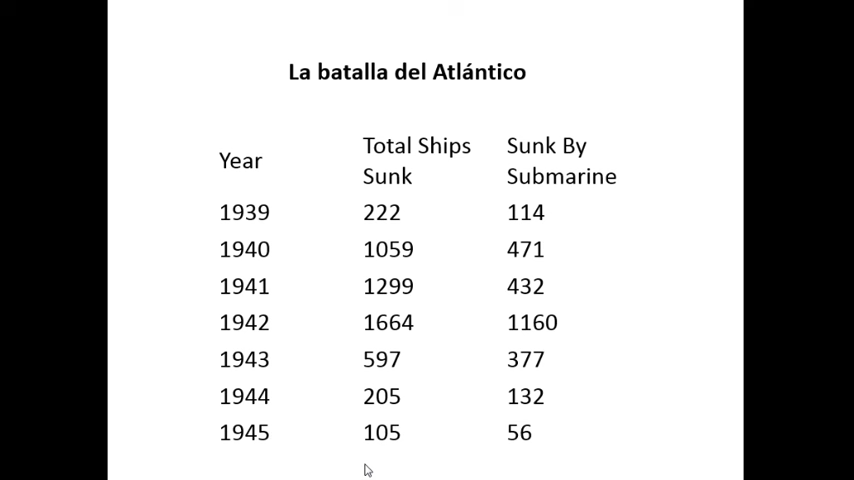 La batalla del Atlántico
Year Total Ships Sunk Sunk By Submarine
1939 222 114
1940 1059 471
1941 1299 432
1942 1664 1160
1943 597 377
1944 205 132
1945 105 56